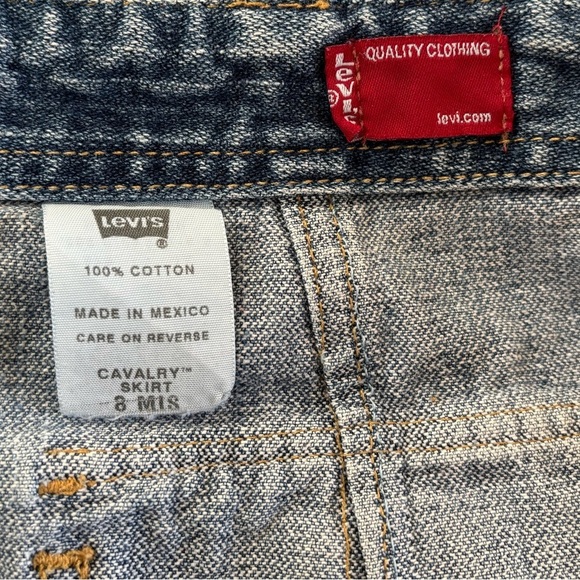 QUALITY CLOTHING
Levi's
®
levi.com
Levi's
®
100% COTTON
MADE IN MEXICO
CARE ON REVERSE
CAVALRY™
SKIRT
8 MIS